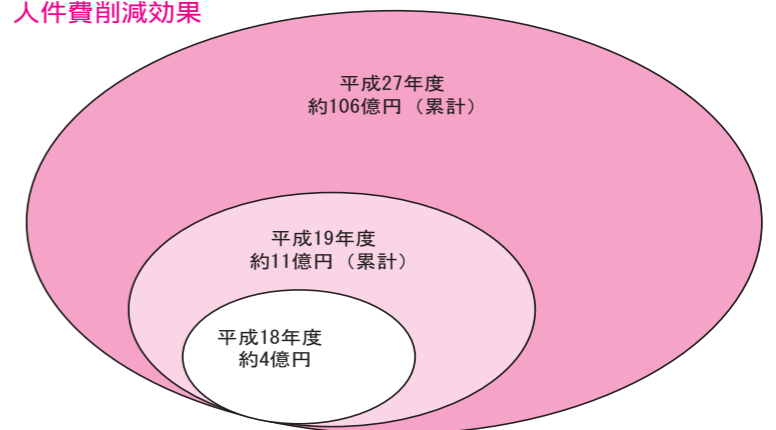 人件費削減効果
平成27年度
約106億円（累計）
平成19年度
約11億円（累計）
平成18年度
約4億円